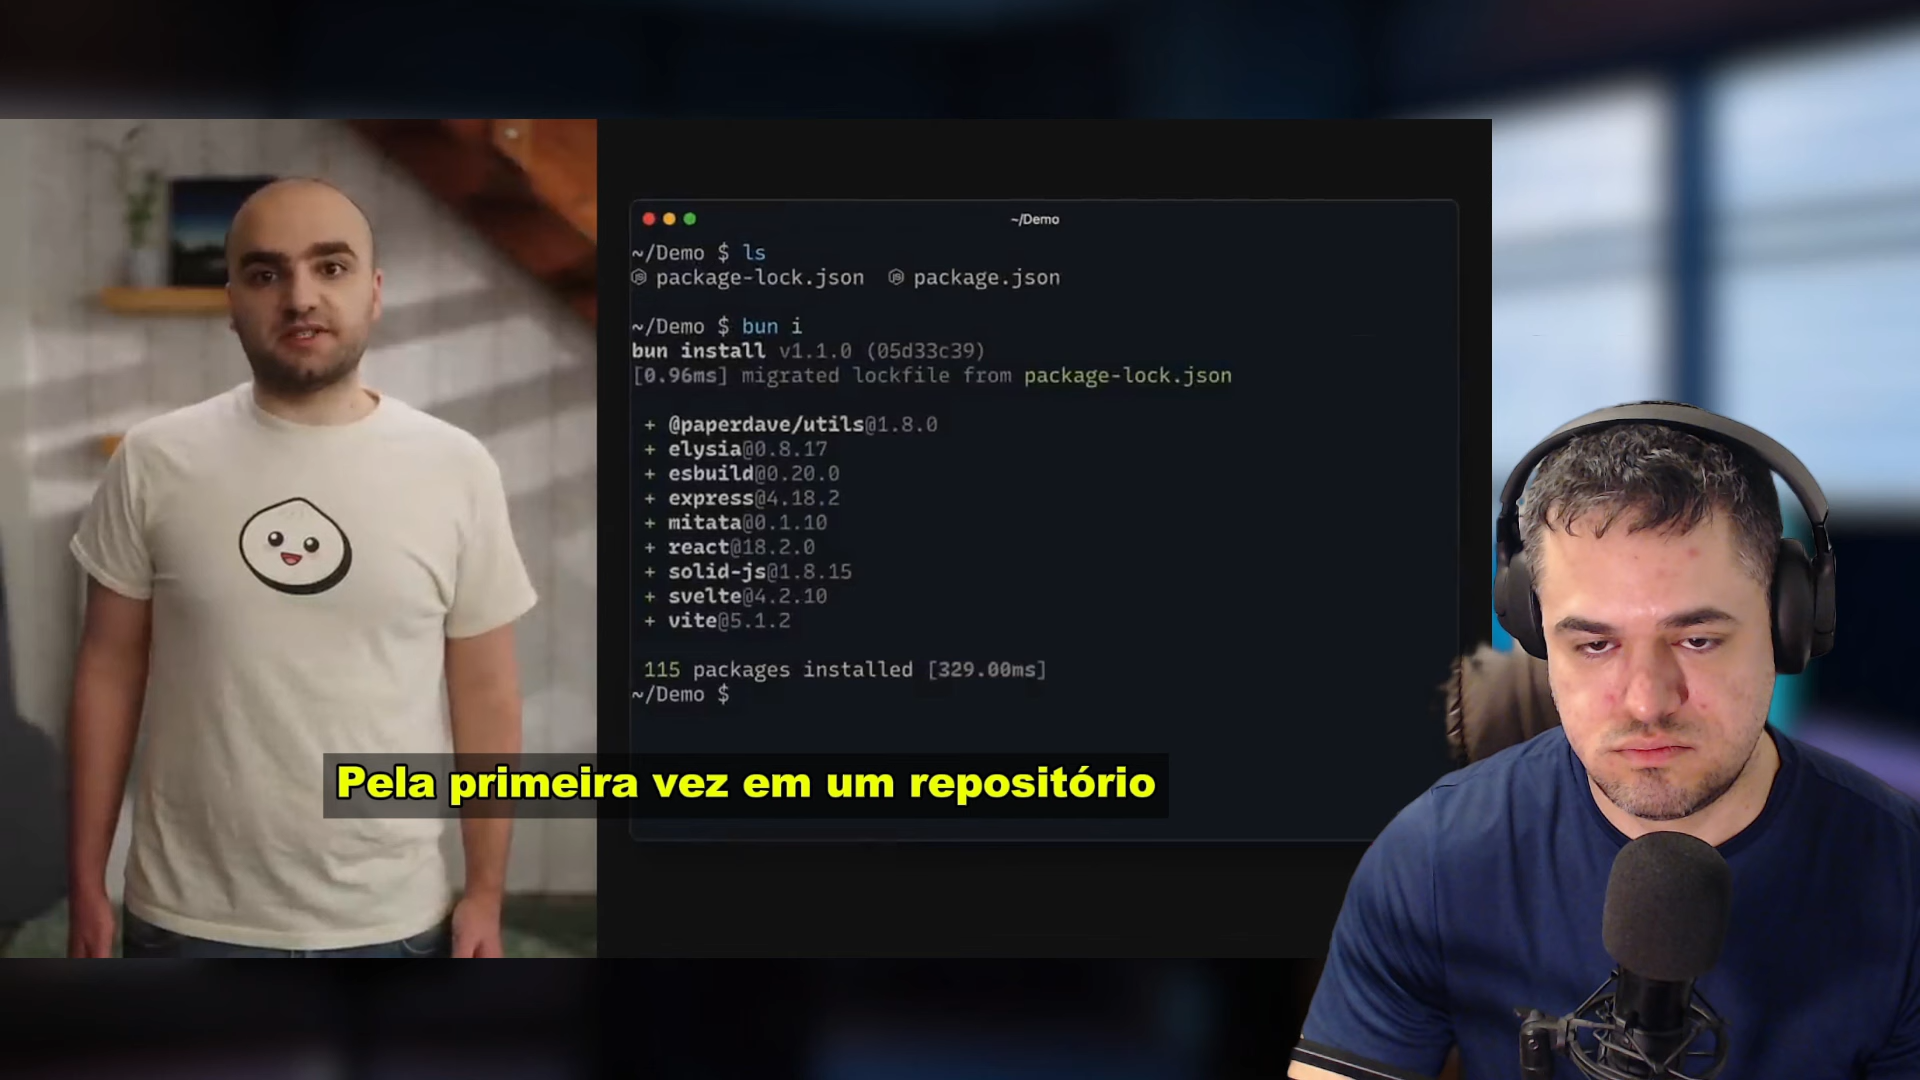 ~/Demo
~/Demo $ ls
package-lock.json package.json
~/Demo $ bun i
bun install v1.1.0 (05d33c39)
[0.96ms] migrated lockfile from package-lock.json
+ @paperdave/utils@1.8.0
+ elysia@0.8.17
+ esbuild@0.20.0
+ express@4.18.2
+ mitata@0.1.10
+ react@18.2.0
+ solid-js@1.8.15
+ svelte@4.2.10
+ vite@5.1.2
115 packages installed [329.00ms]
~/Demo $
Pela primeira vez em um repositório